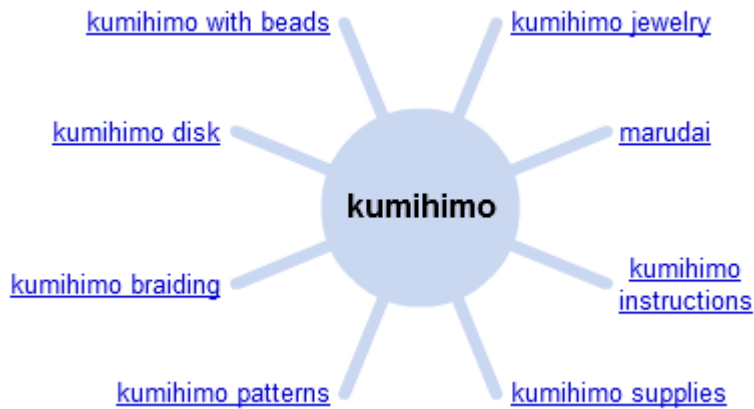 kumihimo with beads
kumihimo jewelry
kumihimo disk
marudai
kumihimo
kumihimo braiding
kumihimo
instructions
kumihimo patterns
kumihimo supplies